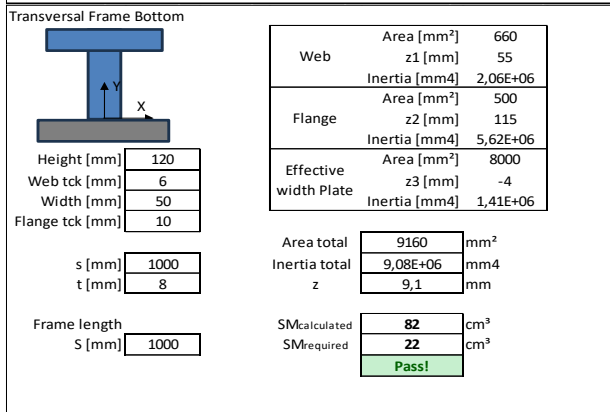 Transversal Frame Bottom
Y
X
Height [mm] 120
Web tck [mm] 6
Width [mm] 50
Flange tck [mm] 10
s [mm] 1000
t [mm] 8
Frame length
S [mm] 1000
Web
Area [mm²] 660
z1 [mm] 55
Inertia [mm4] 2,06E+06
Flange
Area [mm²] 500
z2 [mm] 115
Inertia [mm4] 5,62E+06
Effective
width Plate
Area [mm²] 8000
z3 [mm] -4
Inertia [mm4] 1,41E+06
Area total 9160 mm²
Inertia total 9,08E+06 mm4
z 9,1 mm
SMcalculated 82 cm³
SMrequired 22 cm³
Pass!